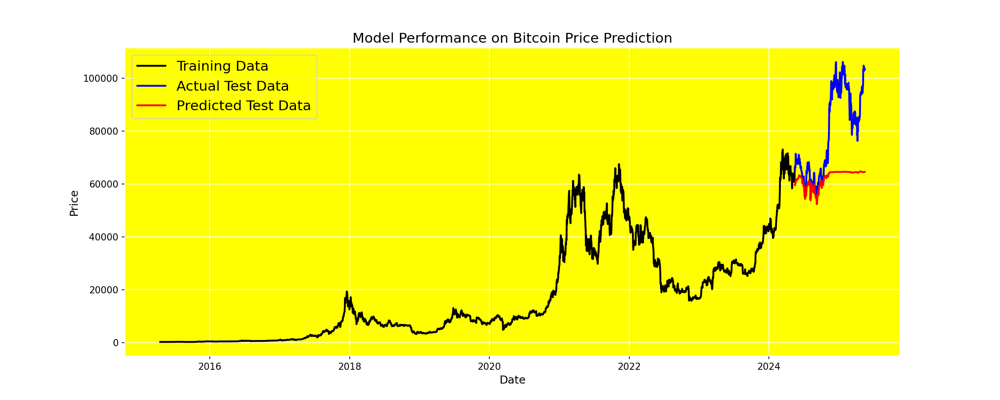 Model Performance on Bitcoin Price Prediction
Training Data
Actual Test Data
Predicted Test Data
100000
80000
60000
40000
20000
0
Price
2016
2018
2020
2022
2024
Date